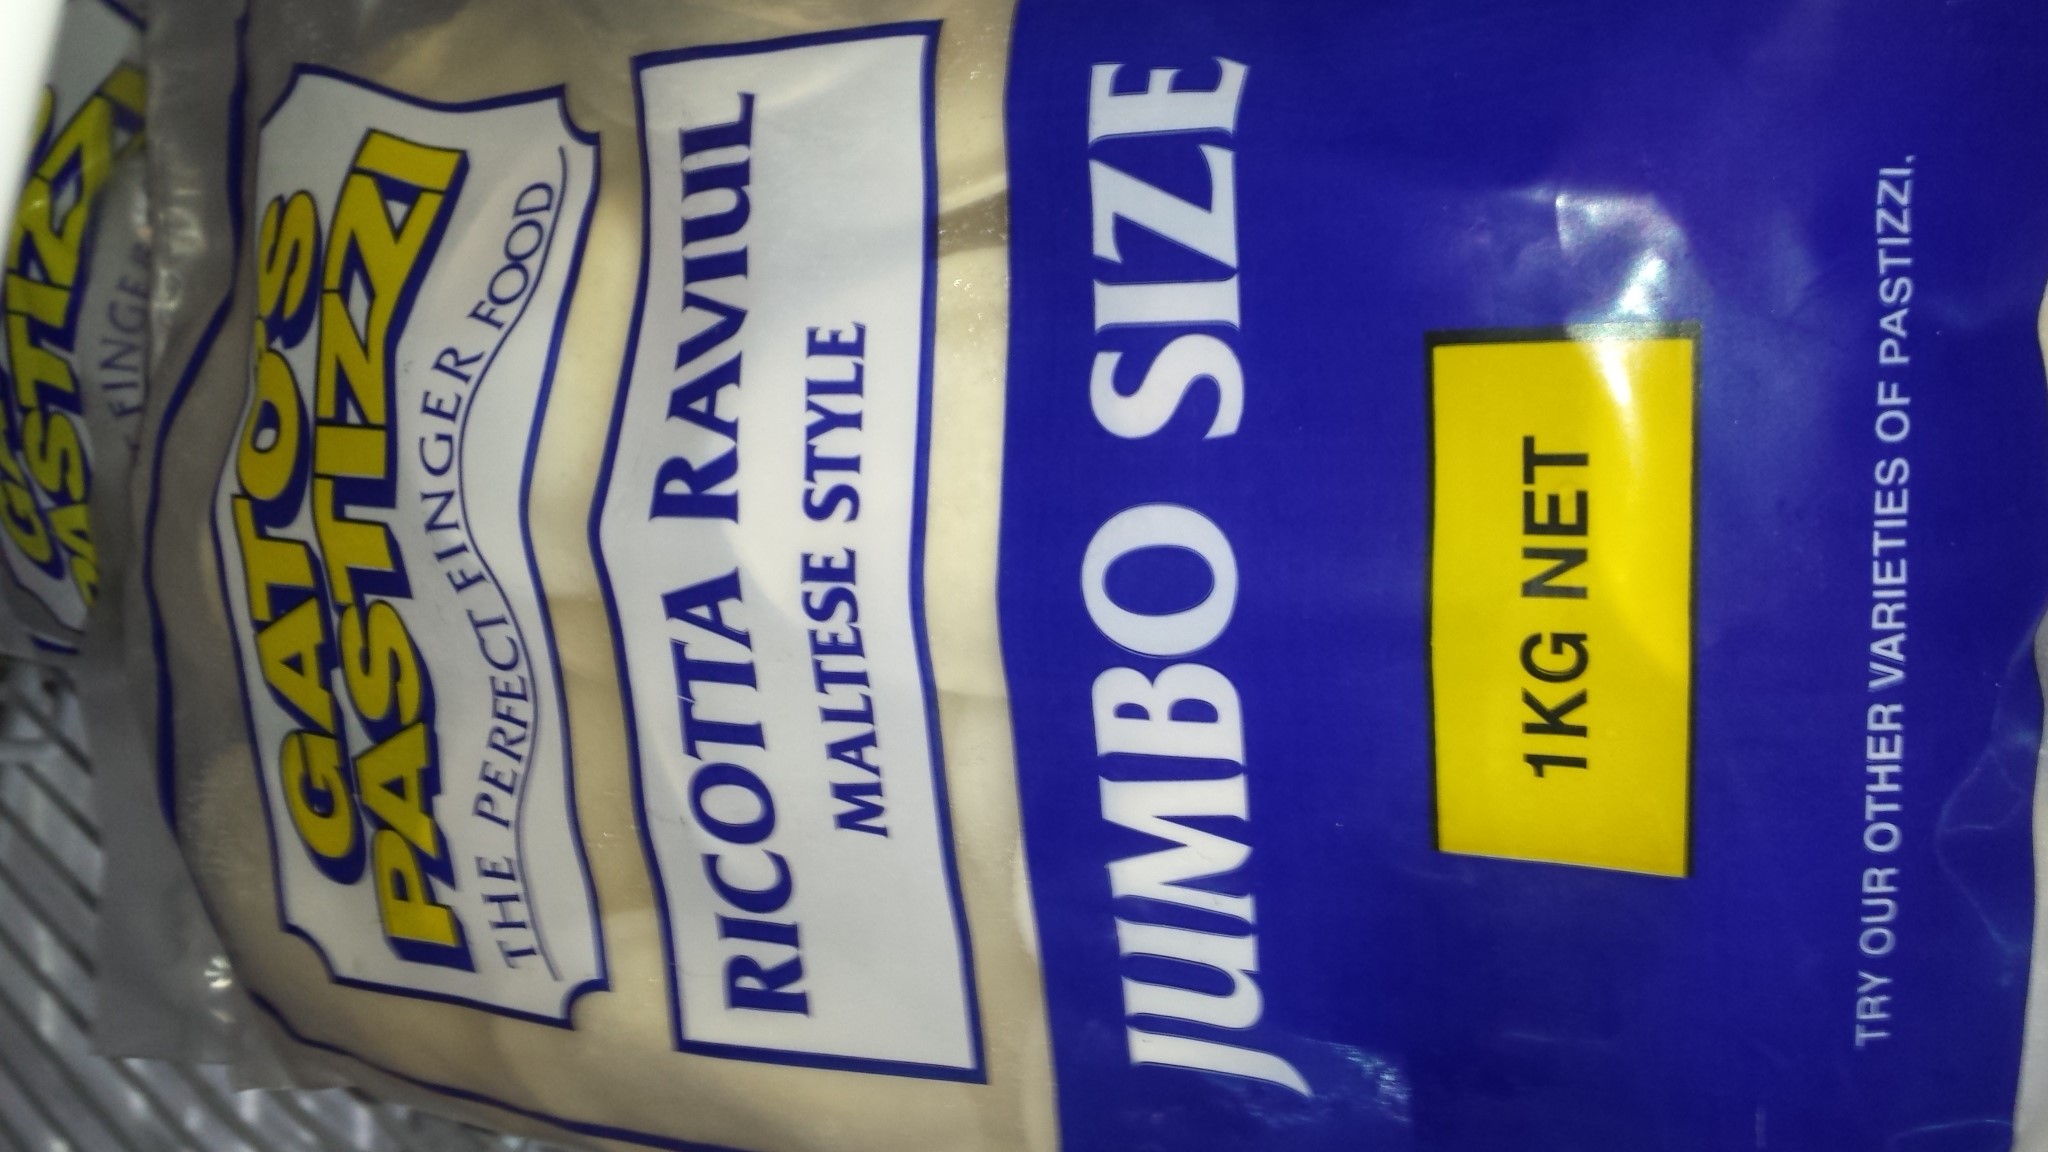 GATO'S
PASTIZZI
THE PERFECT FINGER FOOD
RICOTTA RAVIUL
MALTESE STYLE
JUMBO SIZE
1KG NET
TRY OUR OTHER VARIETIES OF PASTIZZI.